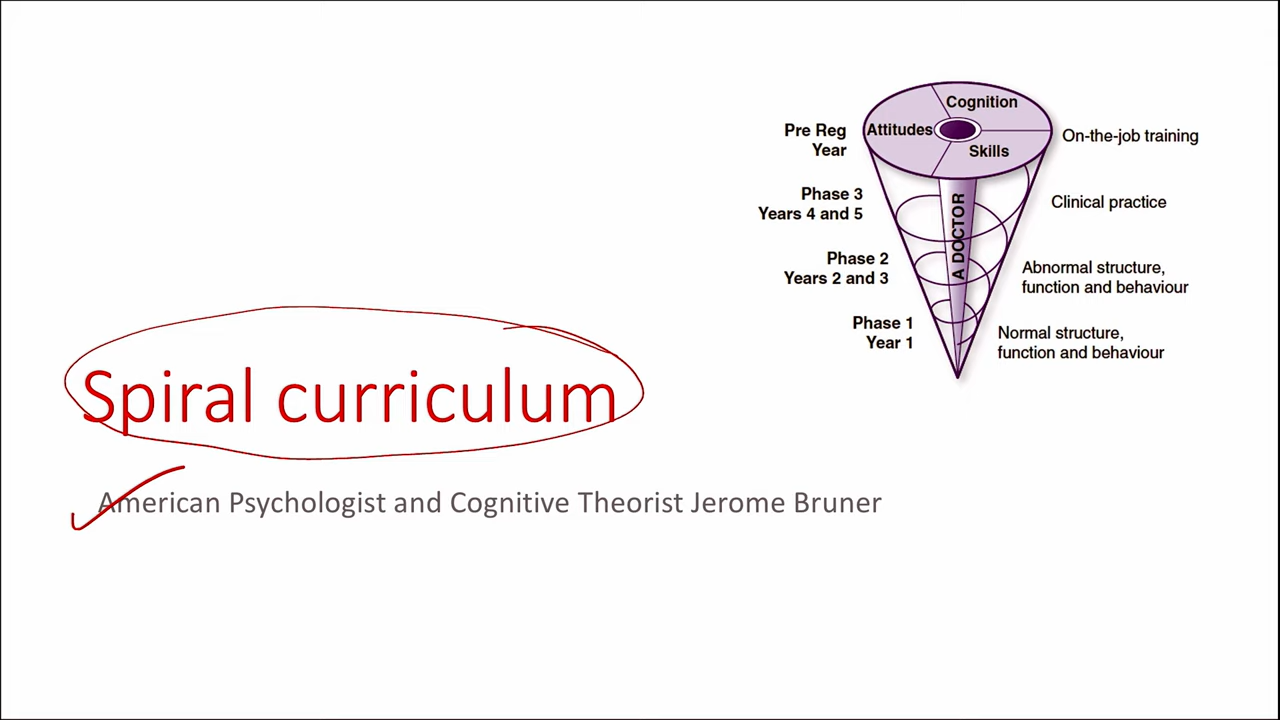 Cognition
Attitudes
Skills
A DOCTOR
Pre Reg
Year
On-the-job training
Phase 3
Years 4 and 5
Clinical practice
Phase 2
Years 2 and 3
Abnormal structure,
function and behaviour
Phase 1
Year 1
Normal structure,
function and behaviour
Spiral curriculum
American Psychologist and Cognitive Theorist Jerome Bruner